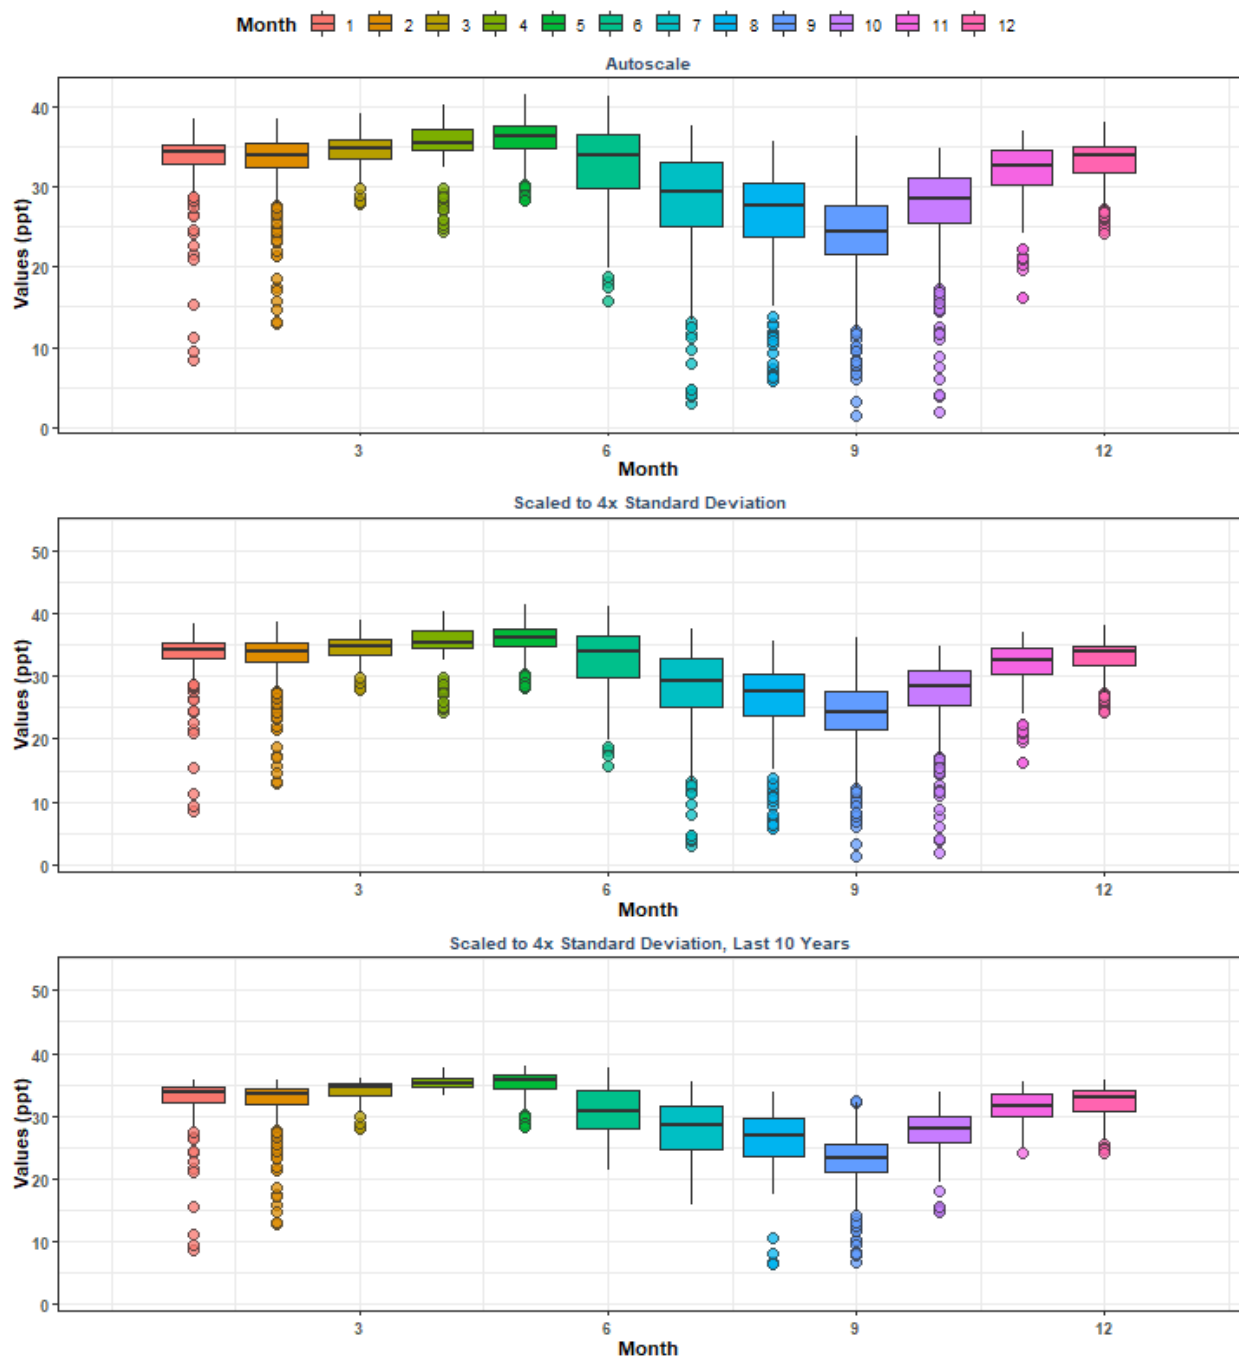 Month 1 2 3 4 5 6 7 8 9 10 11 12
Autoscale
Values (ppt)
40
30
20
10
0
3 6 9 12
Month
Scaled to 4x Standard Deviation
Values (ppt)
50
40
30
20
10
0
3 6 9 12
Month
Scaled to 4x Standard Deviation, Last 10 Years
Values (ppt)
50
40
30
20
10
0
3 6 9 12
Month